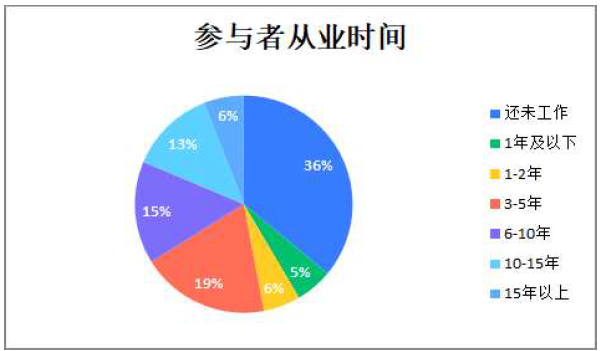 参与者从业时间
36%
5%
6%
19%
15%
13%
6%
还未工作
1年及以下
1-2年
3-5年
6-10年
10-15年
15年以上